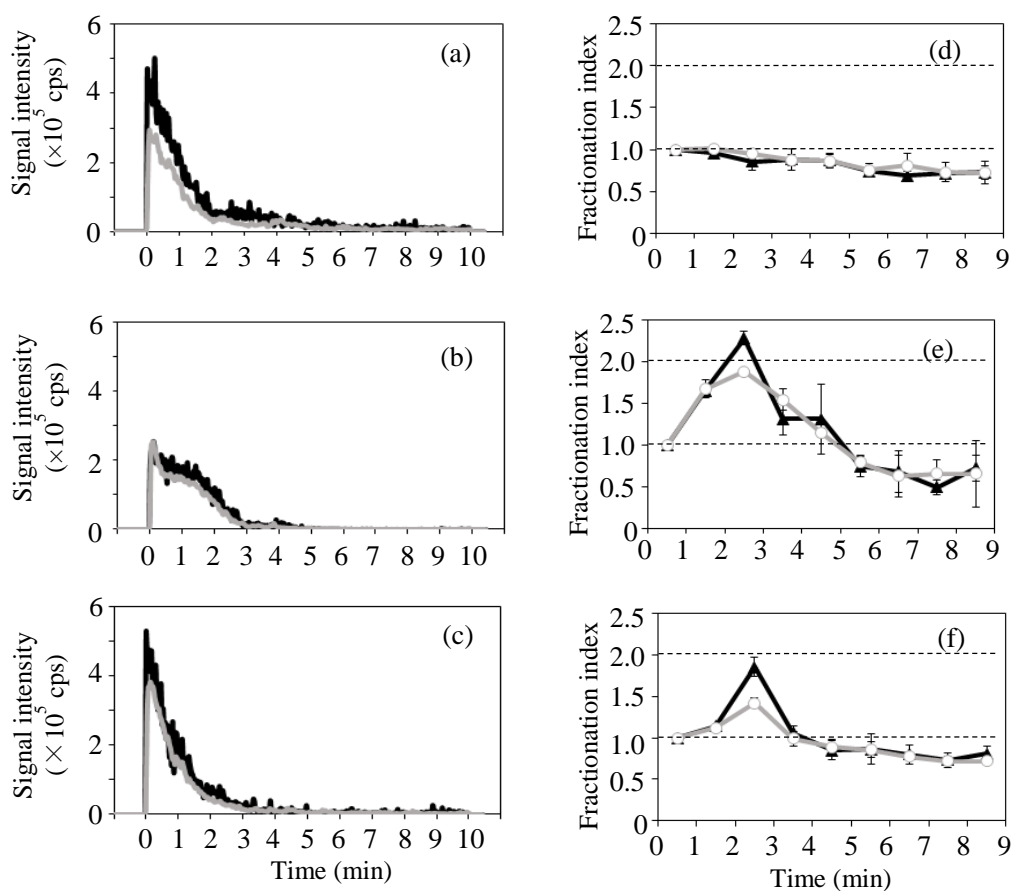 6
4
2
0
Signal intensity
(×10⁵ cps)
(a)
0 1 2 3 4 5 6 7 8 9 10
2.5
2.0
1.5
1.0
0.5
0
Fractionation index
(d)
0 1 2 3 4 5 6 7 8 9
6
4
2
0
Signal intensity
(×10⁵ cps)
(b)
0 1 2 3 4 5 6 7 8 9 10
2.5
2.0
1.5
1.0
0.5
0
Fractionation index
(e)
0 1 2 3 4 5 6 7 8 9
6
4
2
0
Signal intensity
(×10⁵ cps)
(c)
0 1 2 3 4 5 6 7 8 9 10
Time (min)
2.5
2.0
1.5
1.0
0.5
0
Fractionation index
(f)
0 1 2 3 4 5 6 7 8 9
Time (min)